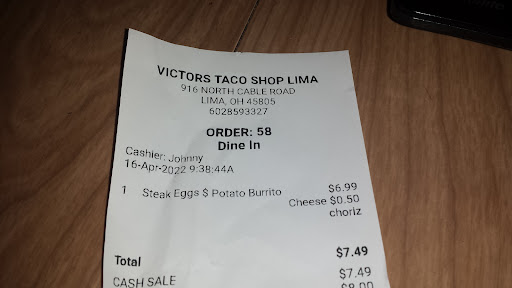 VICTORS TACO SHOP LIMA
916 NORTH CABLE ROAD
LIMA, OH 45805
6028593327
ORDER: 58
Dine In
Cashier: Johnny
16-Apr-2022 9:38:44A
1 Steak Eggs $ Potato Burrito $6.99
Cheese $0.50
choriz
Total $7.49
CASH SALE $7.49
$8.00